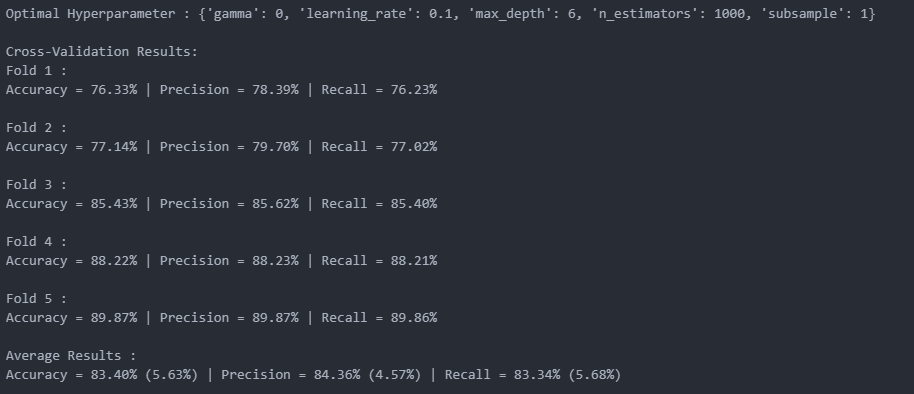 Optimal Hyperparameter : {'gamma': 0, 'learning_rate': 0.1, 'max_depth': 6, 'n_estimators': 1000, 'subsample': 1}
Cross-Validation Results:
Fold 1 :
Accuracy = 76.33% | Precision = 78.39% | Recall = 76.23%
Fold 2 :
Accuracy = 77.14% | Precision = 79.70% | Recall = 77.02%
Fold 3 :
Accuracy = 85.43% | Precision = 85.62% | Recall = 85.40%
Fold 4 :
Accuracy = 88.22% | Precision = 88.23% | Recall = 88.21%
Fold 5 :
Accuracy = 89.87% | Precision = 89.87% | Recall = 89.86%
Average Results :
Accuracy = 83.40% (5.63%) | Precision = 84.36% (4.57%) | Recall = 83.34% (5.68%)